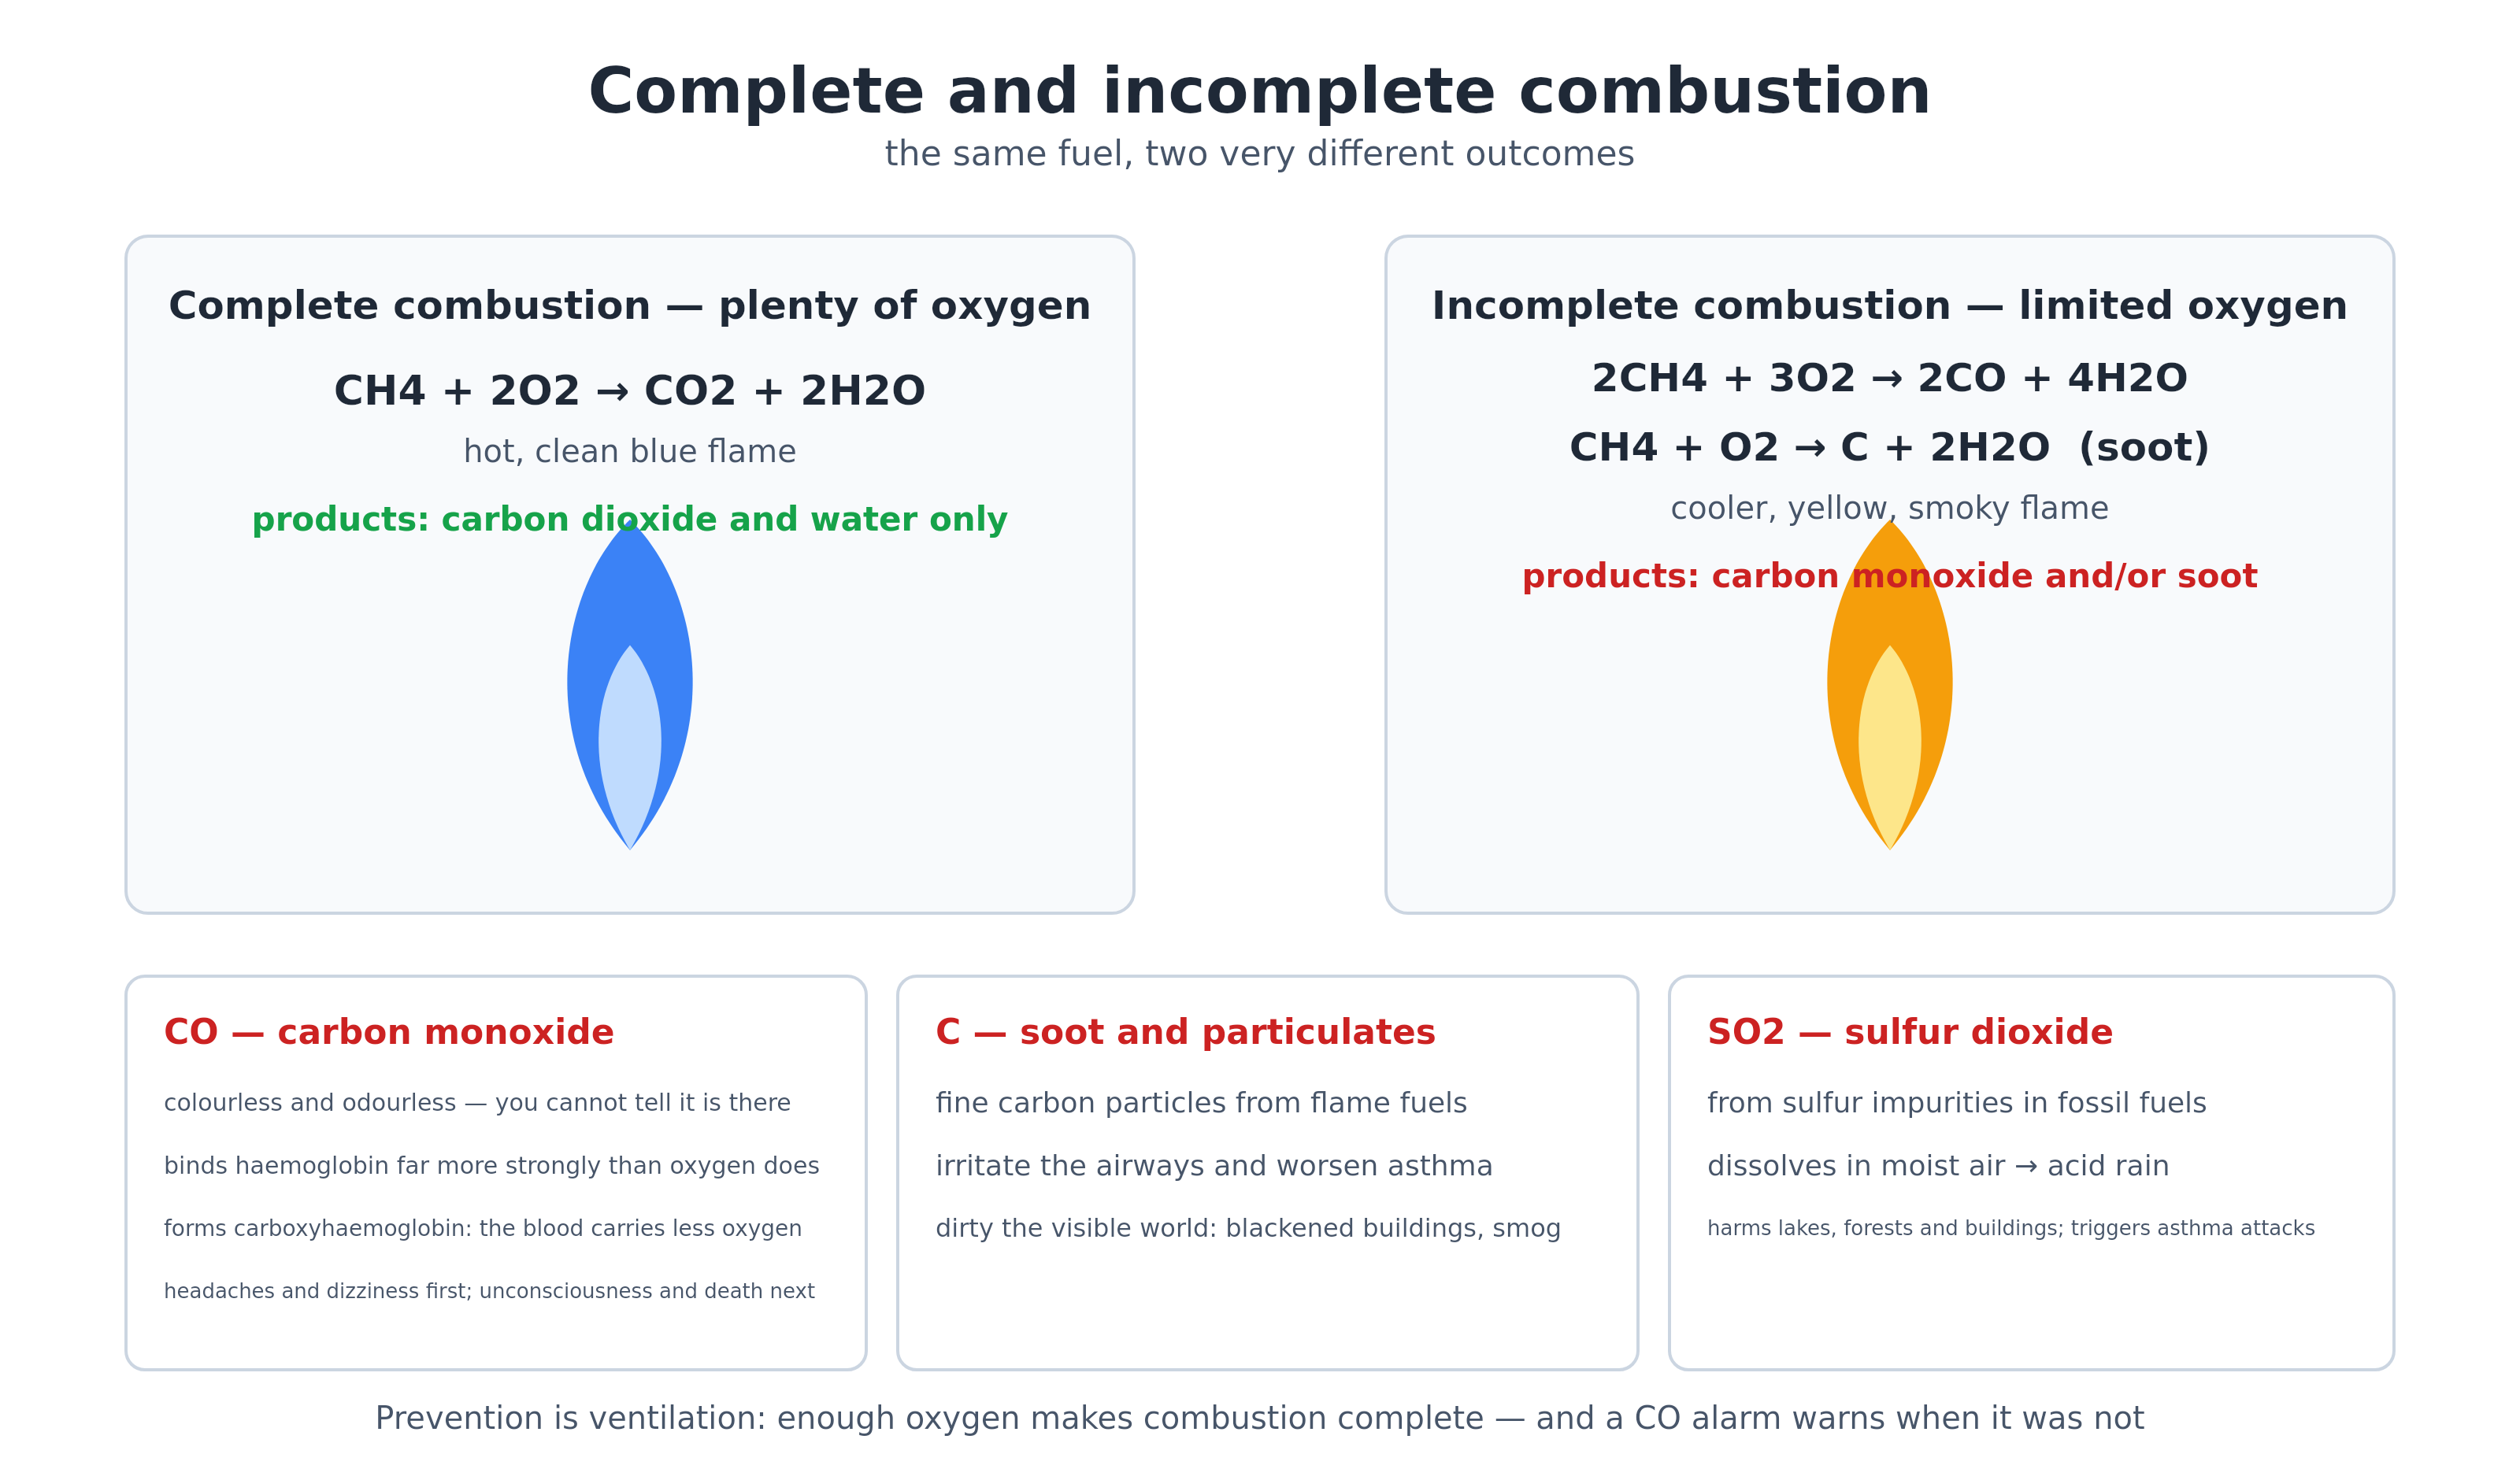 Complete and incomplete combustion
the same fuel, two very different outcomes
Complete combustion — plenty of oxygen
CH4 + 2O2 → CO2 + 2H2O
hot, clean blue flame
products: carbon dioxide and water only
Incomplete combustion — limited oxygen
2CH4 + 3O2 → 2CO + 4H2O
CH4 + O2 → C + 2H2O (soot)
cooler, yellow, smoky flame
products: carbon monoxide and/or soot
CO — carbon monoxide
colourless and odourless — you cannot tell it is there
binds haemoglobin far more strongly than oxygen does
forms carboxyhaemoglobin: the blood carries less oxygen
headaches and dizziness first; unconsciousness and death next
C — soot and particulates
fine carbon particles from flame fuels
irritate the airways and worsen asthma
dirty the visible world: blackened buildings, smog
SO2 — sulfur dioxide
from sulfur impurities in fossil fuels
dissolves in moist air → acid rain
harms lakes, forests and buildings; triggers asthma attacks
Prevention is ventilation: enough oxygen makes combustion complete — and a CO alarm warns when it was not